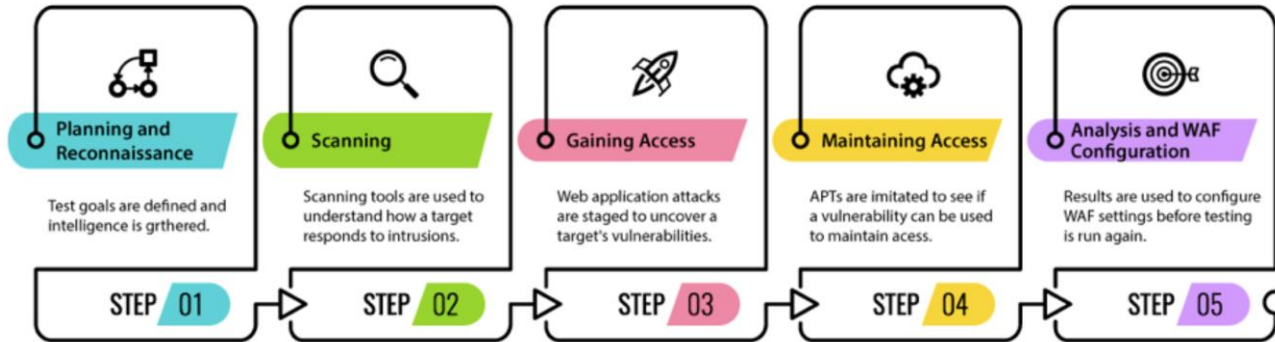 Planning and
Reconnaissance
Test goals are defined and
intelligence is grthered.
STEP 01
Scanning
Scanning tools are used to
understand how a target
responds to intrusions.
STEP 02
Gaining Access
Web application attacks
are staged to uncover a
target's vulnerabilities.
STEP 03
Maintaining Access
APTs are imitated to see if
a vulnerability can be used
to maintain acess.
STEP 04
Analysis and WAF
Configuration
Results are used to configure
WAF settings before testing
is run again.
STEP 05